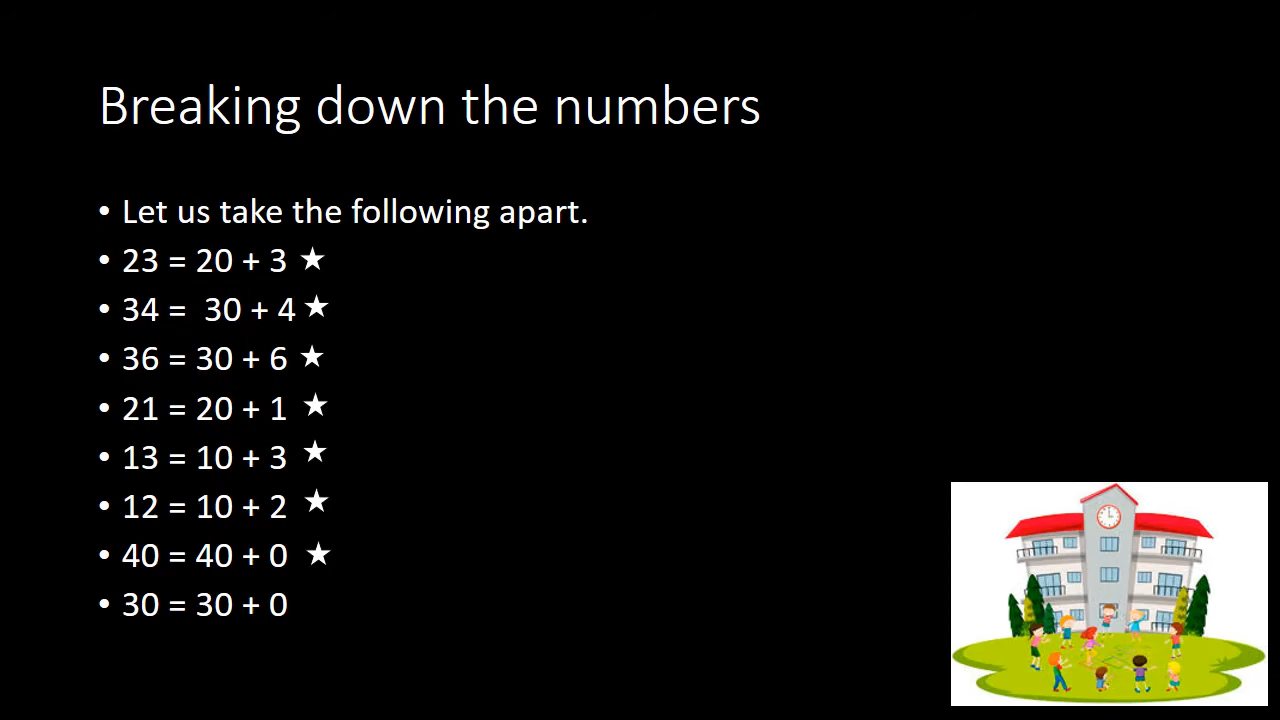 Breaking down the numbers
• Let us take the following apart.
• 23 = 20 + 3 ★
• 34 =  30 + 4 ★
• 36 = 30 + 6 ★
• 21 = 20 + 1 ★
• 13 = 10 + 3 ★
• 12 = 10 + 2 ★
• 40 = 40 + 0 ★
• 30 = 30 + 0